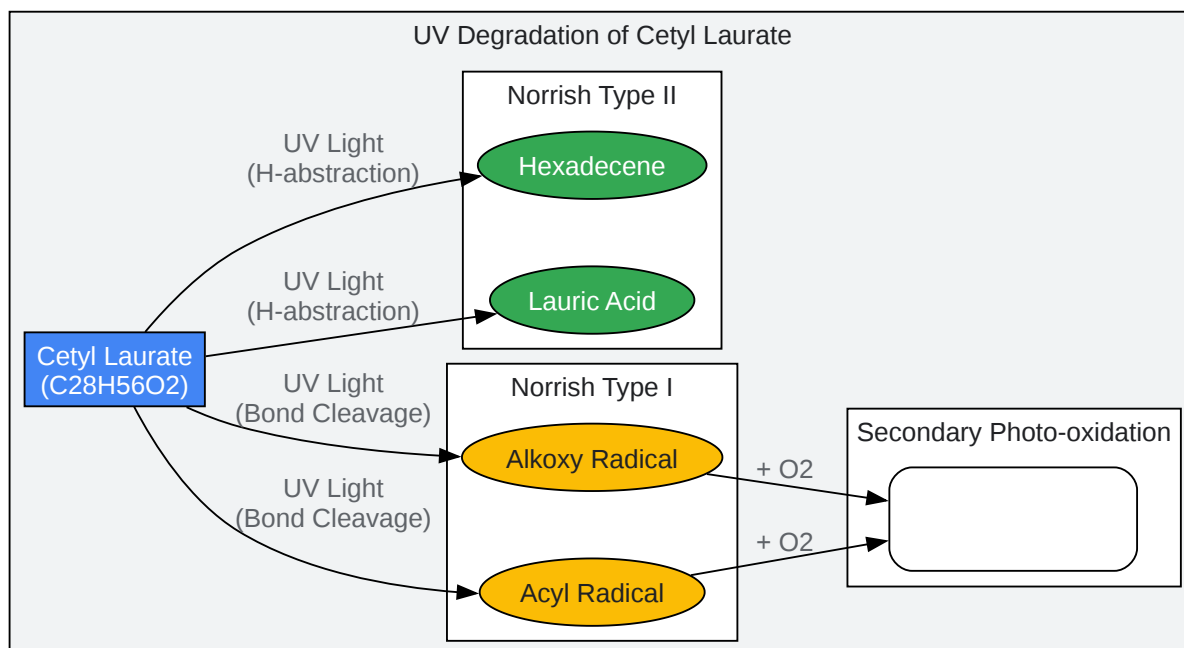 UV Degradation of Cetyl Laurate
Norrish Type II
UV Light
(H-abstraction)
Hexadecene
UV Light
(H-abstraction)
Lauric Acid
Cetyl Laurate
(C28H56O2)
Norrish Type I
UV Light
(Bond Cleavage)
Alkoxy Radical
UV Light
(Bond Cleavage)
Acyl Radical
Secondary Photo-oxidation
+ O2
+ O2